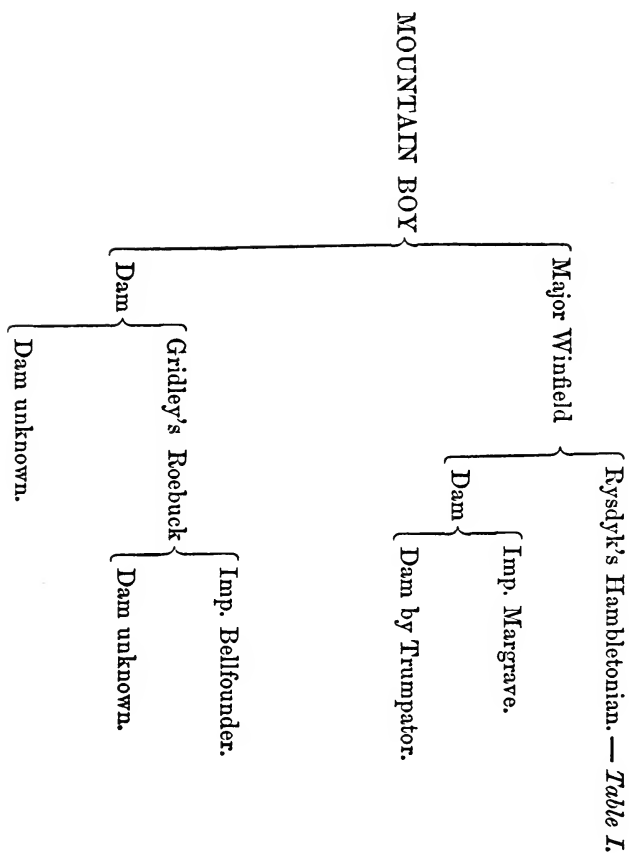 Rysdyk's Hambletonian. — Table I.
Major Winfield
Imp. Margrave.
Dam
Dam by Trumpator.
MOUNTAIN BOY
Imp. Bellfounder.
Gridley's Roebuck
Dam unknown.
Dam
Dam unknown.